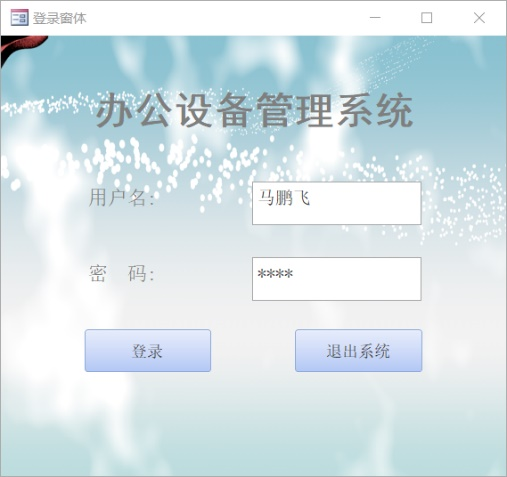 登录窗体
办公设备管理系统
用户名: 马鹏飞
密 码: ****
登录 退出系统